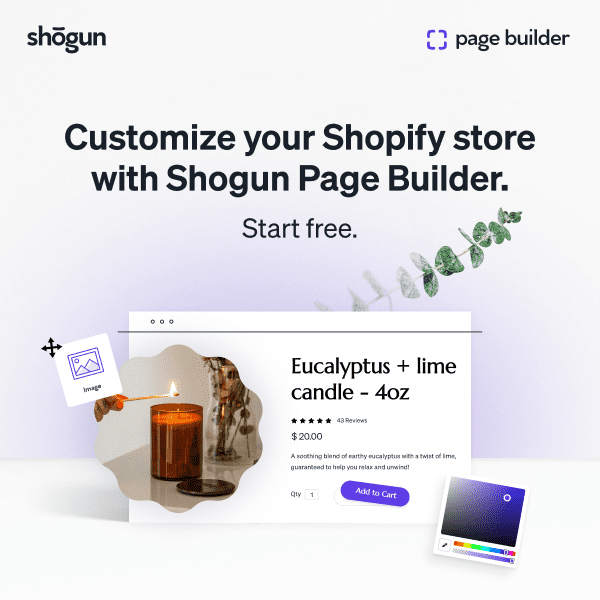 shōgun
page builder
Customize your Shopify store
with Shogun Page Builder.
Start free.
image
Eucalyptus + lime
candle - 4oz
43 Reviews
$ 20.00
A soothing blend of earthy eucalyptus with a twist of lime,
guaranteed to help you relax and unwind!
Qty 1 Add to Cart